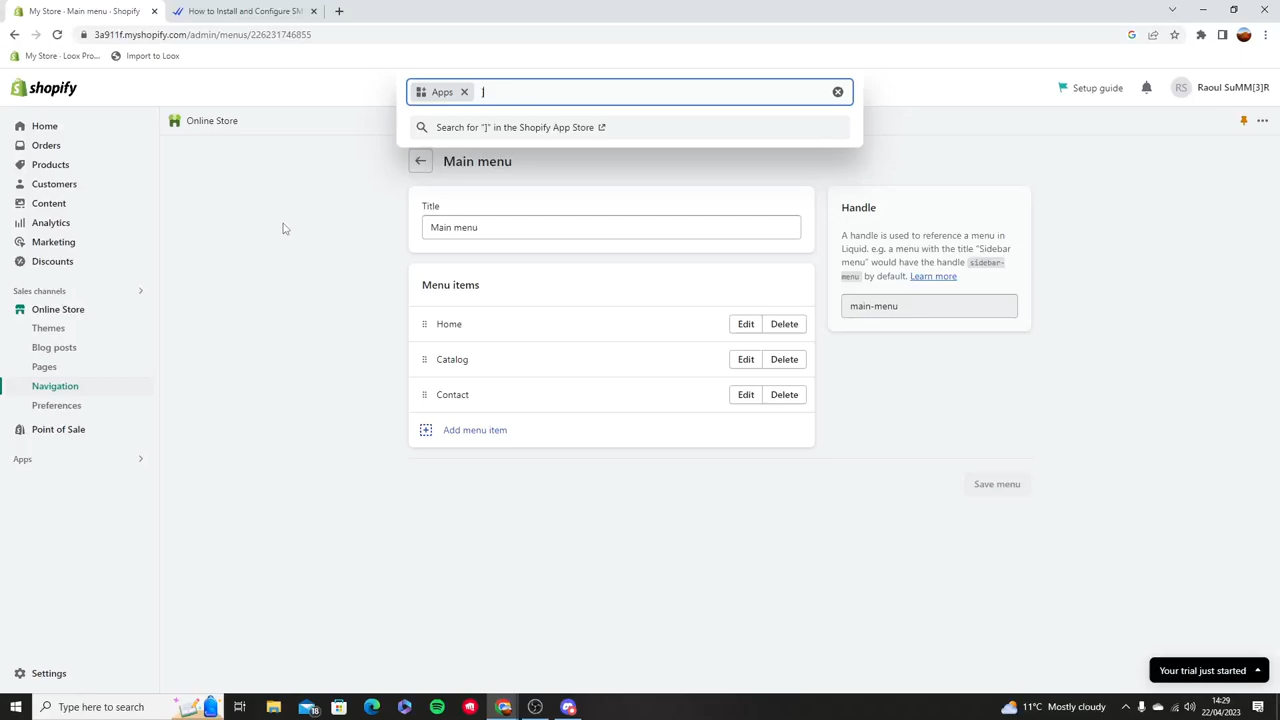 My Store · Shopify
How to Install and Configure SM
3a911f.myshopify.com/admin/menus/226231746855
My Store - Loox Pro...
Import to Loox
shopify
Apps
]
Setup guide
RS
Raoul SuMM[3]R
Search for "]" in the Shopify App Store
Online Store
Home
Orders
Products
Customers
Content
Analytics
Marketing
Discounts
Sales channels
Online Store
Themes
Blog posts
Pages
Navigation
Preferences
Point of Sale
Apps
Settings
Main menu
Title
Main menu
Menu items
Home
Edit
Delete
Catalog
Edit
Delete
Contact
Edit
Delete
Add menu item
Handle
A handle is used to reference a menu in
Liquid. e.g. a menu with the title "Sidebar
menu" would have the handle sidebar-
menu by default. Learn more
main-menu
Save menu
Your trial just started
Type here to search
18
11°C Mostly cloudy
14:29
22/04/2023